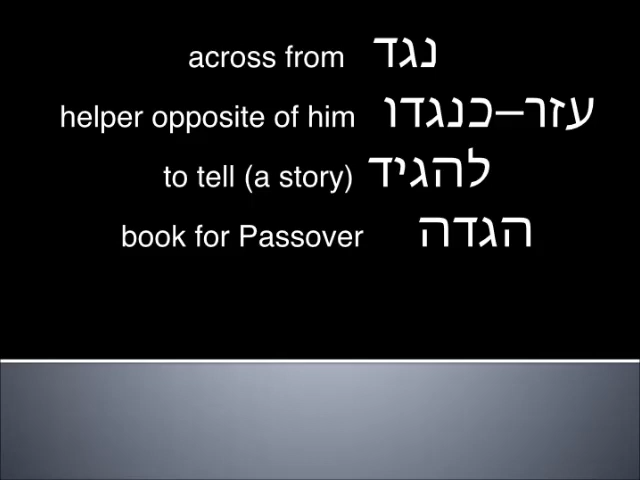 across from נגד
helper opposite of him עזר–כנגדו
to tell (a story) להגיד
book for Passover הגדה